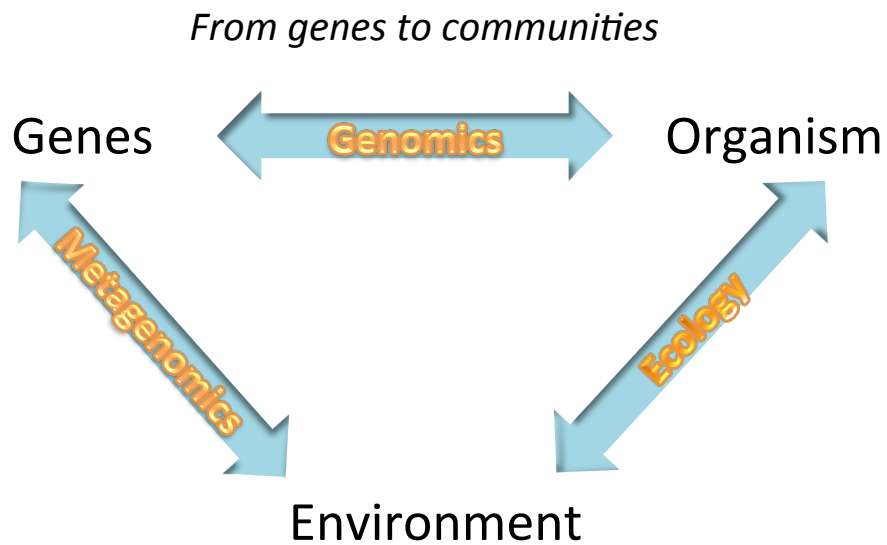 From genes to communities
Genes
Genomics
Organism
Metagenomics
Ecology
Environment